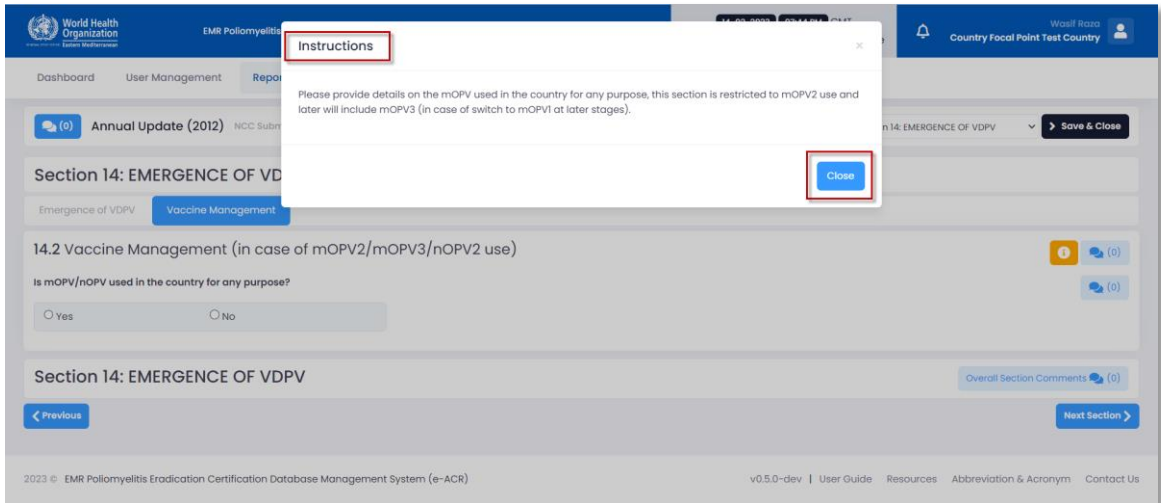 World Health
Organization
Eastern Mediterranean
EMR Poliomyelitis
GMT
Wasif Raza
Country Focal Point Test Country
Instructions
×
Dashboard
User Management
Repo
Please provide details on the mOPV used in the country for any purpose, this section is restricted to mOPV2 use and
later will include mOPV3 (in case of switch to mOPV1 at later stages).
(0)
Annual Update (2012)
NCC Subm
n 14: EMERGENCE OF VDPV
Save & Close
Close
Section 14: EMERGENCE OF VD
Emergence of VDPV
Vaccine Management
14.2 Vaccine Management (in case of mOPV2/mOPV3/nOPV2 use)
(0)
Is mOPV/nOPV used in the country for any purpose?
(0)
Yes
No
Section 14: EMERGENCE OF VDPV
Overall Section Comments (0)
Previous
Next Section
2023 © EMR Poliomyelitis Eradication Certification Database Management System (e-ACR)
v0.5.0-dev | User Guide Resources Abbreviation & Acronym Contact Us